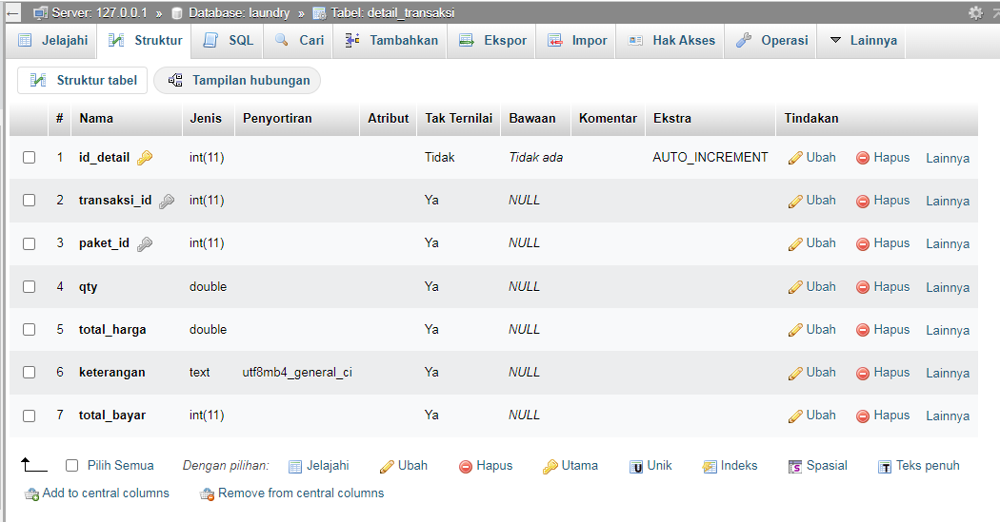 Server: 127.0.0.1 » Database: laundry » Tabel: detail_transaksi
Jelajahi Struktur SQL Cari Tambahkan Ekspor Impor Hak Akses Operasi Lainnya
Struktur tabel Tampilan hubungan
# Nama Jenis Penyortiran Atribut Tak Ternilai Bawaan Komentar Ekstra Tindakan
1 id_detail int(11) Tidak Tidak ada AUTO_INCREMENT Ubah Hapus Lainnya
2 transaksi_id int(11) Ya NULL Ubah Hapus Lainnya
3 paket_id int(11) Ya NULL Ubah Hapus Lainnya
4 qty double Ya NULL Ubah Hapus Lainnya
5 total_harga double Ya NULL Ubah Hapus Lainnya
6 keterangan text utf8mb4_general_ci Ya NULL Ubah Hapus Lainnya
7 total_bayar int(11) Ya NULL Ubah Hapus Lainnya
Pilih Semua Dengan pilihan: Jelajahi Ubah Hapus Utama Unik Indeks Spasial Teks penuh
Add to central columns Remove from central columns